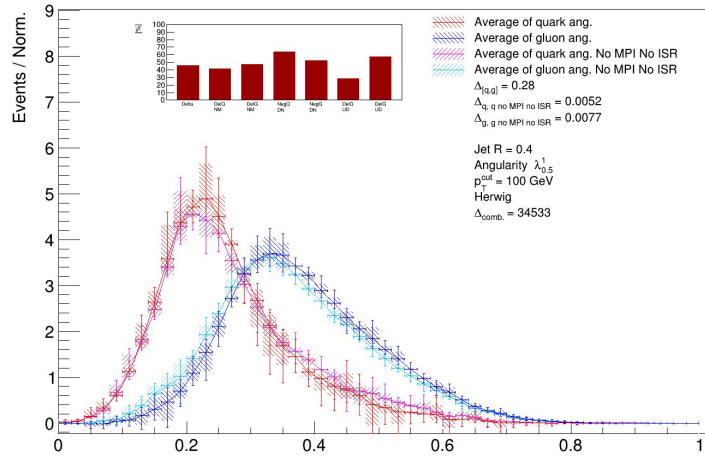 Events / Norm.
9
8
7
6
5
4
3
2
1
0
0
0.2
0.4
0.6
0.8
1
[%]
100
90
80
70
60
50
40
30
20
10
0
Delta
DelQ
NM
DelG
NM
NegQ
DN
NegG
DN
DelQ
UD
DelG
UD
Average of quark ang.
Average of gluon ang.
Average of quark ang. No MPI No ISR
Average of gluon ang. No MPI No ISR
Δ[q,g] = 0.28
Δq, q no MPI no ISR = 0.0052
Δg, g no MPI no ISR = 0.0077
Jet R = 0.4
Angularity λ¹0.5
pTcut = 100 GeV
Herwig
Δcomb. = 34533